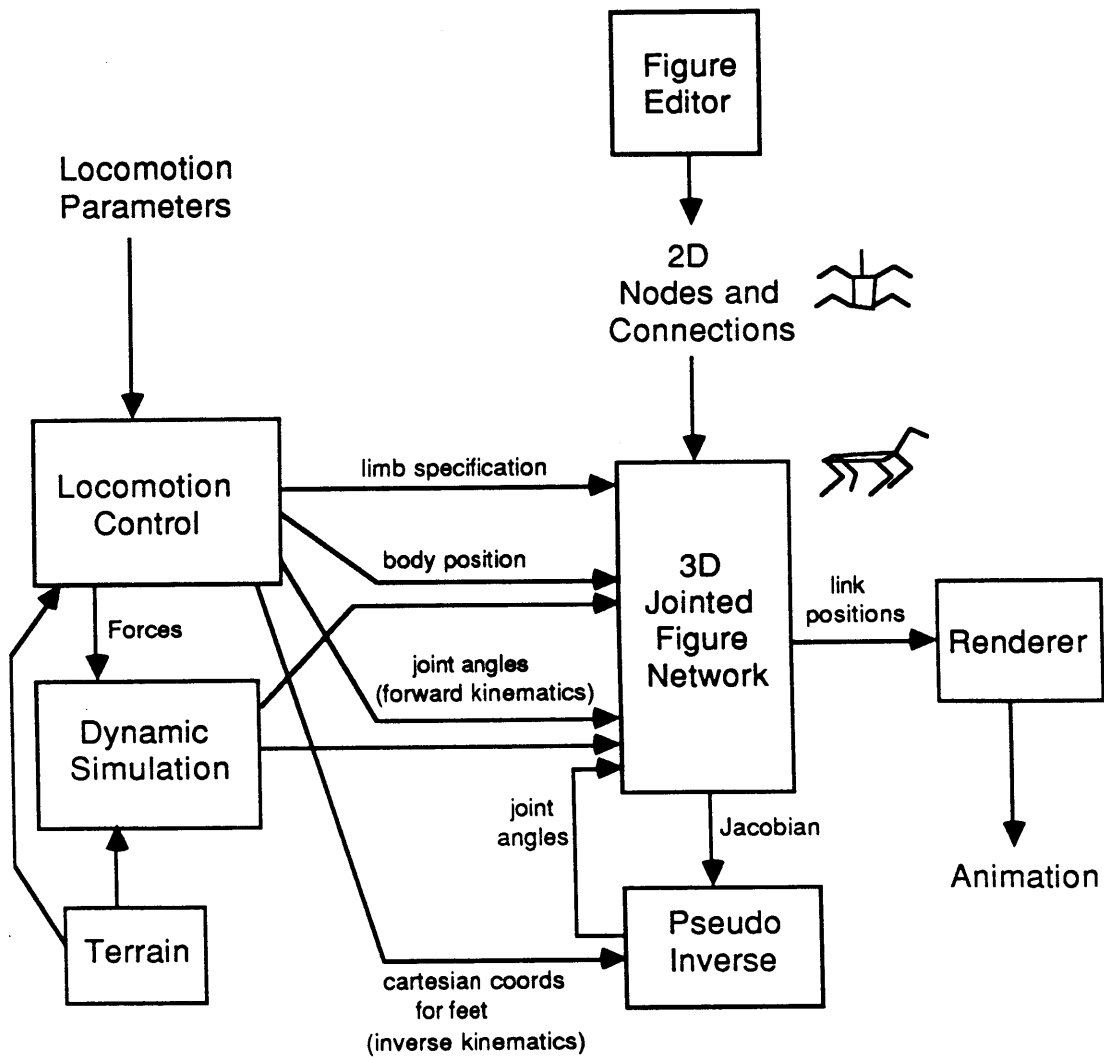 Figure
Editor
Locomotion
Parameters
2D
Nodes and
Connections
Locomotion
Control
limb specification
body position
3D
Jointed
Figure
Network
link
positions
Renderer
Forces
joint angles
(forward kinematics)
Dynamic
Simulation
joint
angles
Jacobian
Animation
Terrain
Pseudo
Inverse
cartesian coords
for feet
(inverse kinematics)